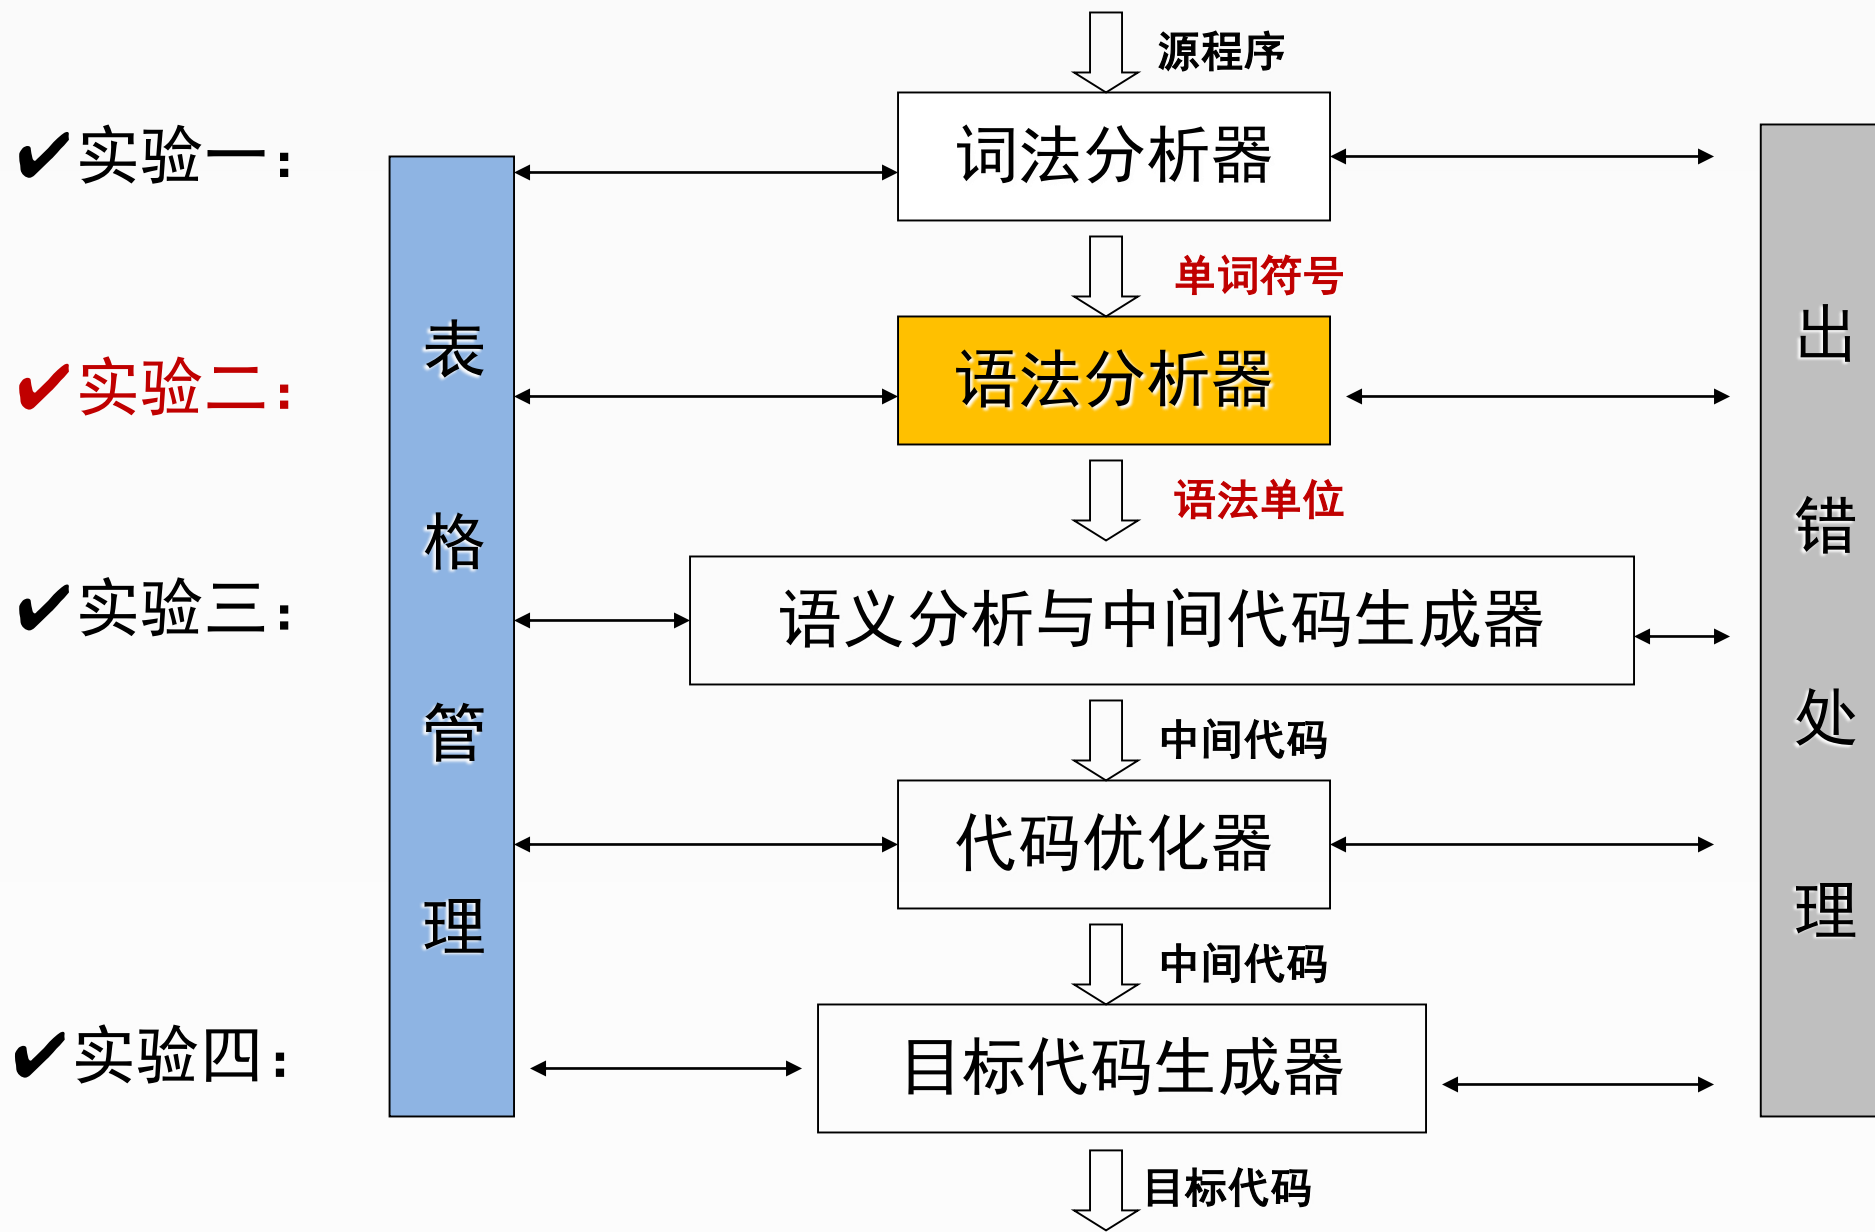 源程序
✔实验一：
词法分析器
单词符号
✔实验二：
语法分析器
语法单位
✔实验三：
语义分析与中间代码生成器
中间代码
代码优化器
中间代码
✔实验四：
目标代码生成器
目标代码
表格管理
出错处理